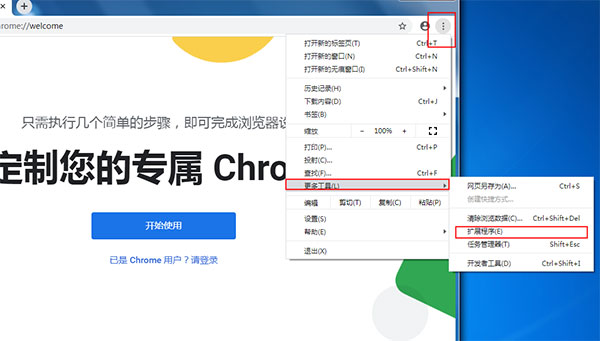 rome://welcome
打开新的标签页(T) Ctrl+T
打开新的窗口(N) Ctrl+N
打开新的无痕窗口(I) Ctrl+Shift+N
历史记录(H)
下载内容(D) Ctrl+J
书签(B)
缩放 − 100% +
打印(P)... Ctrl+P
投射(C)...
查找(F)... Ctrl+F
更多工具(L)
编辑 剪切(T) 复制(C) 粘贴(P)
设置(S)
帮助(E)
退出(X)
网页另存为(A)... Ctrl+S
创建快捷方式...
清除浏览数据(C)... Ctrl+Shift+Del
扩展程序(E)
任务管理器(T) Shift+Esc
开发者工具(D) Ctrl+Shift+I
只需执行几个简单的步骤，即可完成浏览器设
定制您的专属 Chro
开始使用
已是 Chrome 用户？请登录